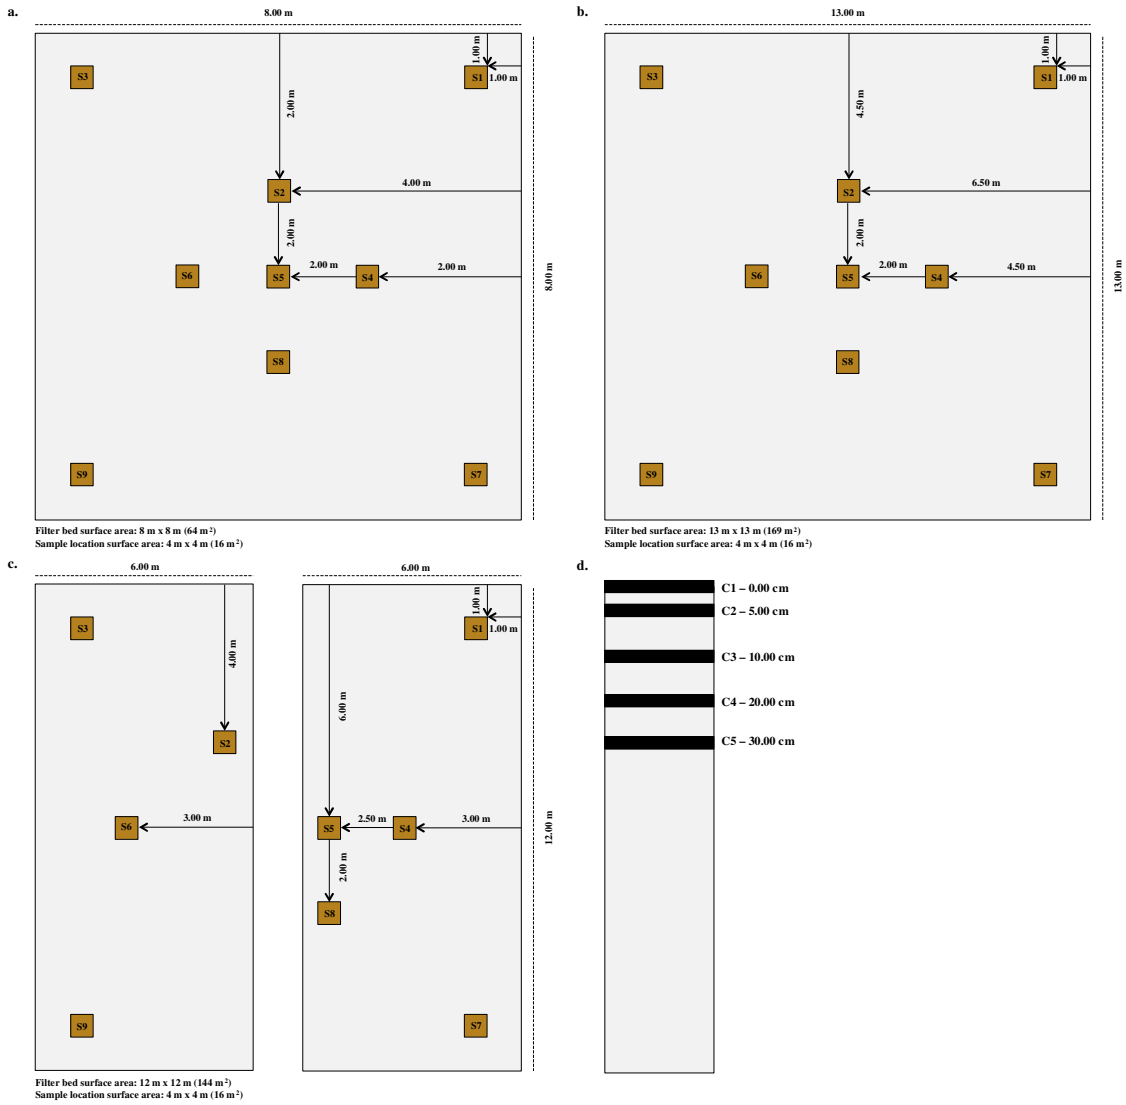 a.
8.00 m
S3
S1
1.00 m
1.00 m
2.00 m
S2
4.00 m
2.00 m
S6
S5
2.00 m
S4
2.00 m
8.00 m
S8
S9
S7
Filter bed surface area: 8 m x 8 m (64 m²)
Sample location surface area: 4 m x 4 m (16 m²)
b.
13.00 m
S3
S1
1.00 m
1.00 m
4.50 m
S2
6.50 m
2.00 m
S6
S5
2.00 m
S4
4.50 m
13.00 m
S8
S9
S7
Filter bed surface area: 13 m x 13 m (169 m²)
Sample location surface area: 4 m x 4 m (16 m²)
c.
6.00 m
S3
4.00 m
S2
S6
3.00 m
S9
6.00 m
1.00 m
S1
1.00 m
6.00 m
S5
2.50 m
S4
3.00 m
12.00 m
2.00 m
S8
S7
Filter bed surface area: 12 m x 12 m (144 m²)
Sample location surface area: 4 m x 4 m (16 m²)
d.
C1 – 0.00 cm
C2 – 5.00 cm
C3 – 10.00 cm
C4 – 20.00 cm
C5 – 30.00 cm